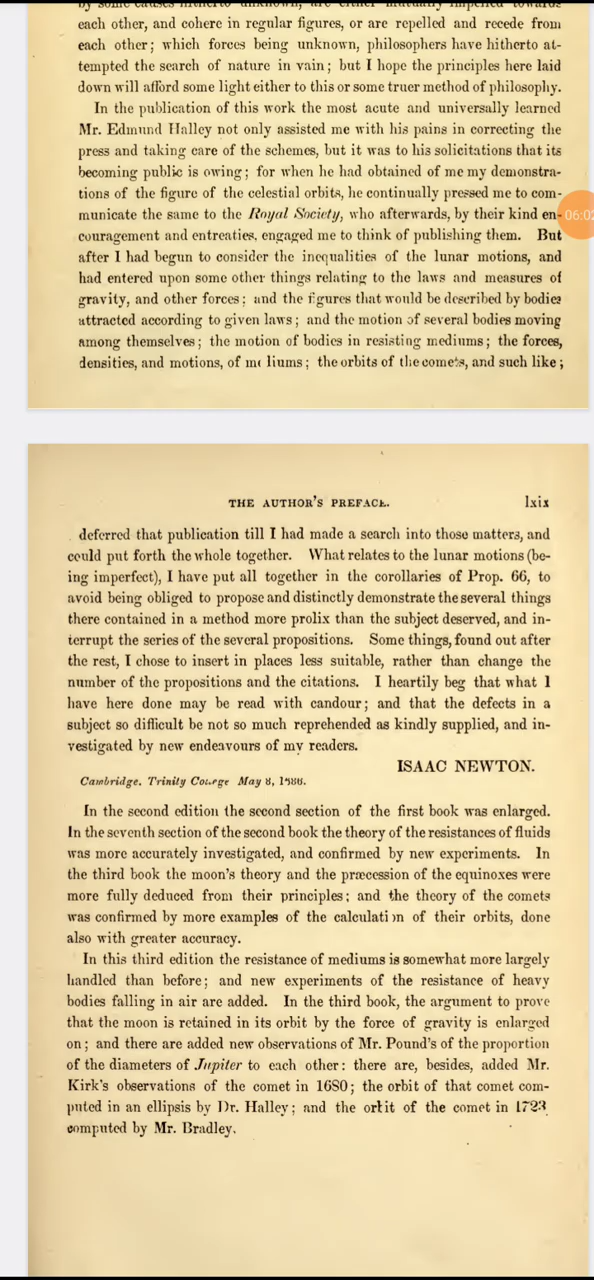 by some causes hitherto unknown, are either mutually impelled towards
each other, and cohere in regular figures, or are repelled and recede from
each other; which forces being unknown, philosophers have hitherto at-
tempted the search of nature in vain; but I hope the principles here laid
down will afford some light either to this or some truer method of philosophy.
In the publication of this work the most acute and universally learned
Mr. Edmund Halley not only assisted me with his pains in correcting the
press and taking care of the schemes, but it was to his solicitations that its
becoming public is owing; for when he had obtained of me my demonstra-
tions of the figure of the celestial orbits, he continually pressed me to com-
municate the same to the Royal Society, who afterwards, by their kind en-
06:02
couragement and entreaties, engaged me to think of publishing them. But
after I had begun to consider the inequalities of the lunar motions, and
had entered upon some other things relating to the laws and measures of
gravity, and other forces; and the figures that would be described by bodies
attracted according to given laws; and the motion of several bodies moving
among themselves; the motion of bodies in resisting mediums; the forces,
densities, and motions, of mediums; the orbits of the comets, and such like;
THE AUTHOR'S PREFACE. lxix
deferred that publication till I had made a search into those matters, and
could put forth the whole together. What relates to the lunar motions (be-
ing imperfect), I have put all together in the corollaries of Prop. 66, to
avoid being obliged to propose and distinctly demonstrate the several things
there contained in a method more prolix than the subject deserved, and in-
terrupt the series of the several propositions. Some things, found out after
the rest, I chose to insert in places less suitable, rather than change the
number of the propositions and the citations. I heartily beg that what I
have here done may be read with candour; and that the defects in a
subject so difficult be not so much reprehended as kindly supplied, and in-
vestigated by new endeavours of my readers.
ISAAC NEWTON.
Cambridge. Trinity College May 8,
In the second edition the second section of the first book was enlarged.
In the seventh section of the second book the theory of the resistances of fluids
was more accurately investigated, and confirmed by new experiments. In
the third book the moon's theory and the præcession of the equinoxes were
more fully deduced from their principles; and the theory of the comets
was confirmed by more examples of the calculation of their orbits, done
also with greater accuracy.
In this third edition the resistance of mediums is somewhat more largely
handled than before; and new experiments of the resistance of heavy
bodies falling in air are added. In the third book, the argument to prove
that the moon is retained in its orbit by the force of gravity is enlarged
on; and there are added new observations of Mr. Pound's of the proportion
of the diameters of Jupiter to each other: there are, besides, added Mr.
Kirk's observations of the comet in 1680; the orbit of that comet com-
puted in an ellipsis by Dr. Halley; and the orbit of the comet in 1723
computed by Mr. Bradley.